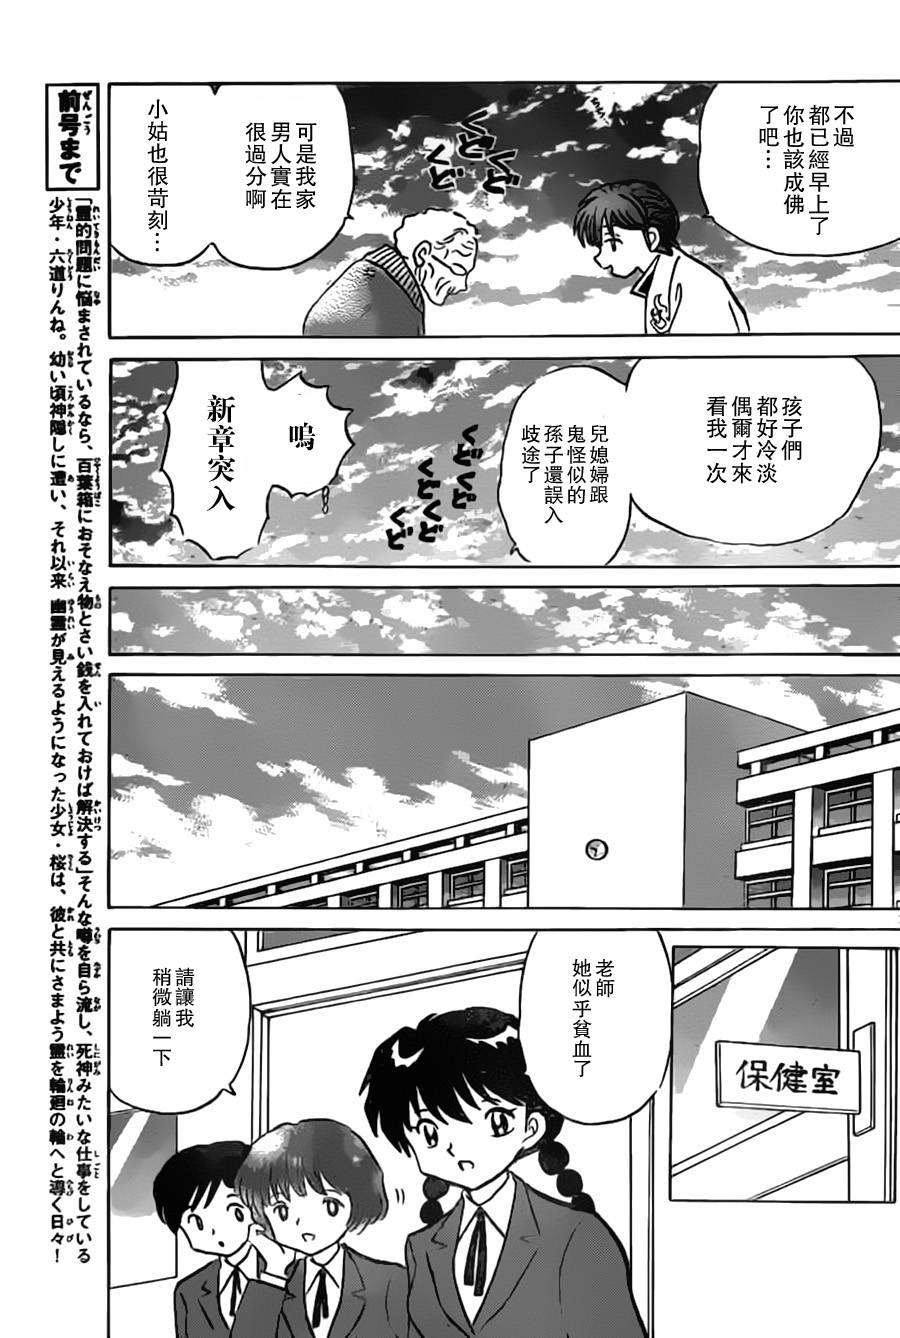 不過
都已經早上了
你也該成佛
了吧…
可是我家
男人實在
很過分啊
小姑也很苛刻…
くどくど
孩子們
都好冷淡
偶爾才來
看我一次
兒媳婦跟
鬼怪似的
孫子還誤入
歧途了
くどくどくど
嗚
新章突入
保健室
老師
她似乎貧血了
請讓我
稍微躺一下
前号まで
「霊的問題に悩まされているなら、百葉箱におそなえ物とさい銭を入れておけば解決する」そんな噂を自ら流し、死神みたいな仕事をしている
少年・六道りんね。幼い頃神隠しに遭い、それ以来 幽霊が見えるようになった少女・桜は、彼と共にさまよう霊を輪廻の輪へと導く日々！